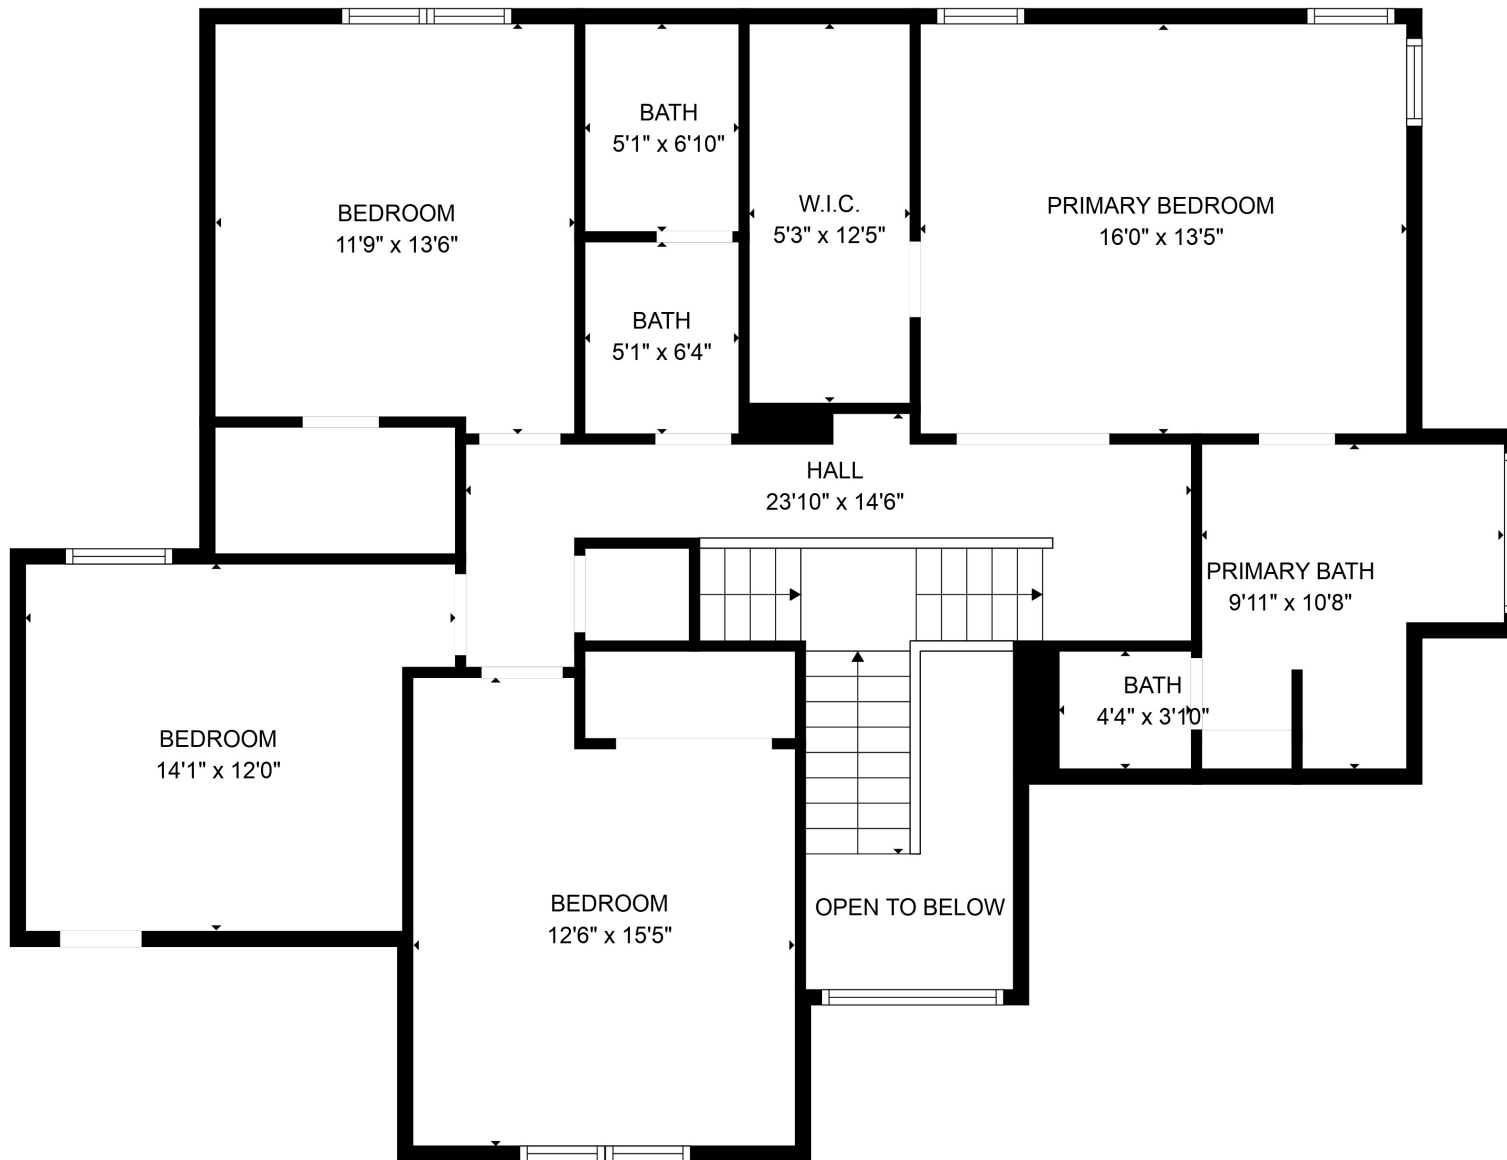 BATH
5'1" x 6'10"
BEDROOM
11'9" x 13'6"
W.I.C.
5'3" x 12'5"
PRIMARY BEDROOM
16'0" x 13'5"
BATH
5'1" x 6'4"
HALL
23'10" x 14'6"
PRIMARY BATH
9'11" x 10'8"
BATH
4'4" x 3'10"
BEDROOM
14'1" x 12'0"
BEDROOM
12'6" x 15'5"
OPEN TO BELOW